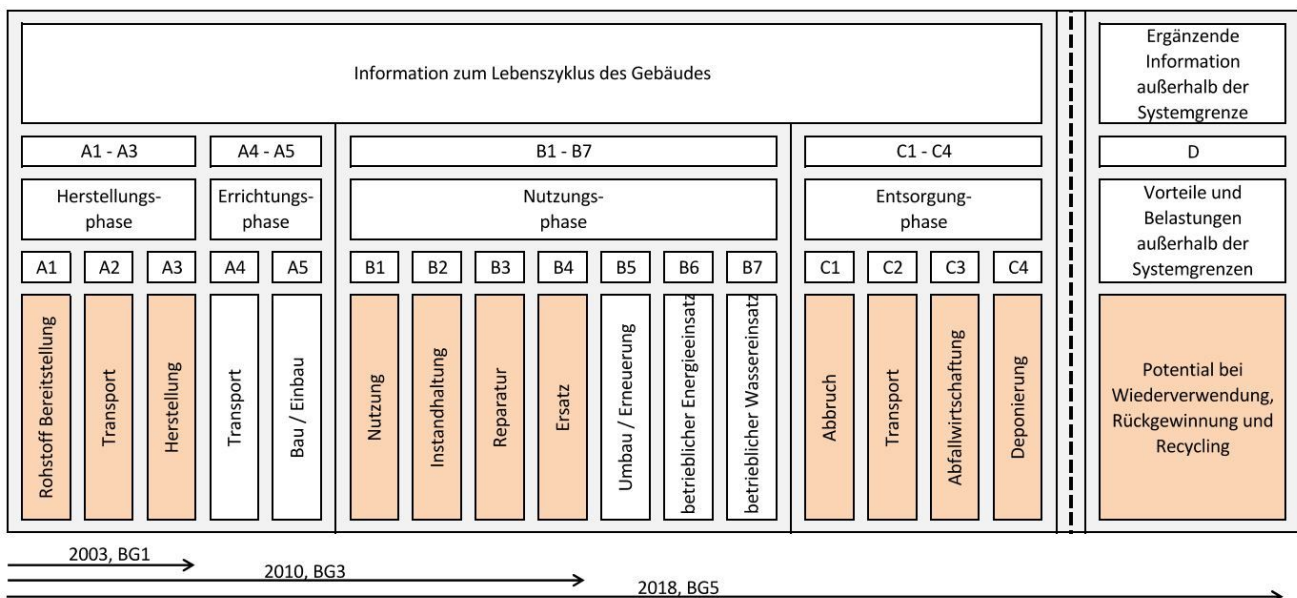 Information zum Lebenszyklus des Gebäudes
Ergänzende
Information
außerhalb der
Systemgrenze
A1 - A3
A4 - A5
B1 - B7
C1 - C4
D
Herstellungs-
phase
Errichtungs-
phase
Nutzungs-
phase
Entsorgung-
phase
Vorteile und
Belastungen
außerhalb der
Systemgrenzen
A1
A2
A3
A4
A5
B1
B2
B3
B4
B5
B6
B7
C1
C2
C3
C4
Rohstoff Bereitstellung
Transport
Herstellung
Transport
Bau / Einbau
Nutzung
Instandhaltung
Reparatur
Ersatz
Umbau / Erneuerung
betrieblicher Energieeinsatz
betrieblicher Wassereinsatz
Abbruch
Transport
Abfallwirtschaftung
Deponierung
Potential bei
Wiederverwendung,
Rückgewinnung und
Recycling
2003, BG1
2010, BG3
2018, BG5